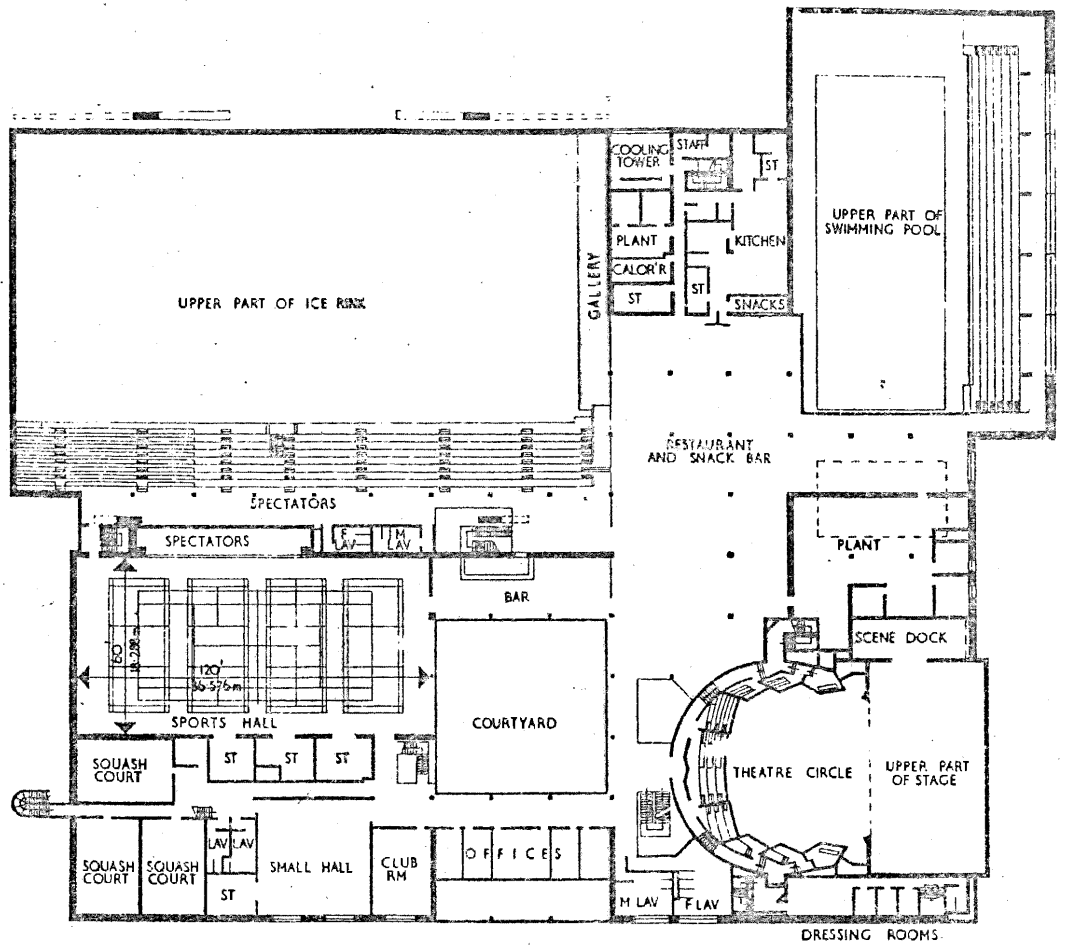 COOLING
TOWER
STAFF
ST
UPPER PART OF
SWIMMING POOL
PLANT
KITCHEN
CALOR'R
ST
ST
SNACKS
GALLERY
UPPER PART OF ICE RINK
RESTAURANT
AND SNACK BAR
SPECTATORS
SPECTATORS
F
LAV
M
LAV
PLANT
BAR
SCENE DOCK
60'
18·288 m
120'
36·576 m
SPORTS HALL
COURTYARD
SQUASH
COURT
ST
ST
ST
THEATRE CIRCLE
UPPER PART
OF STAGE
SQUASH
COURT
SQUASH
COURT
LAV
LAV
ST
SMALL HALL
CLUB
RM
OFFICES
M LAV
F LAV
DRESSING ROOMS